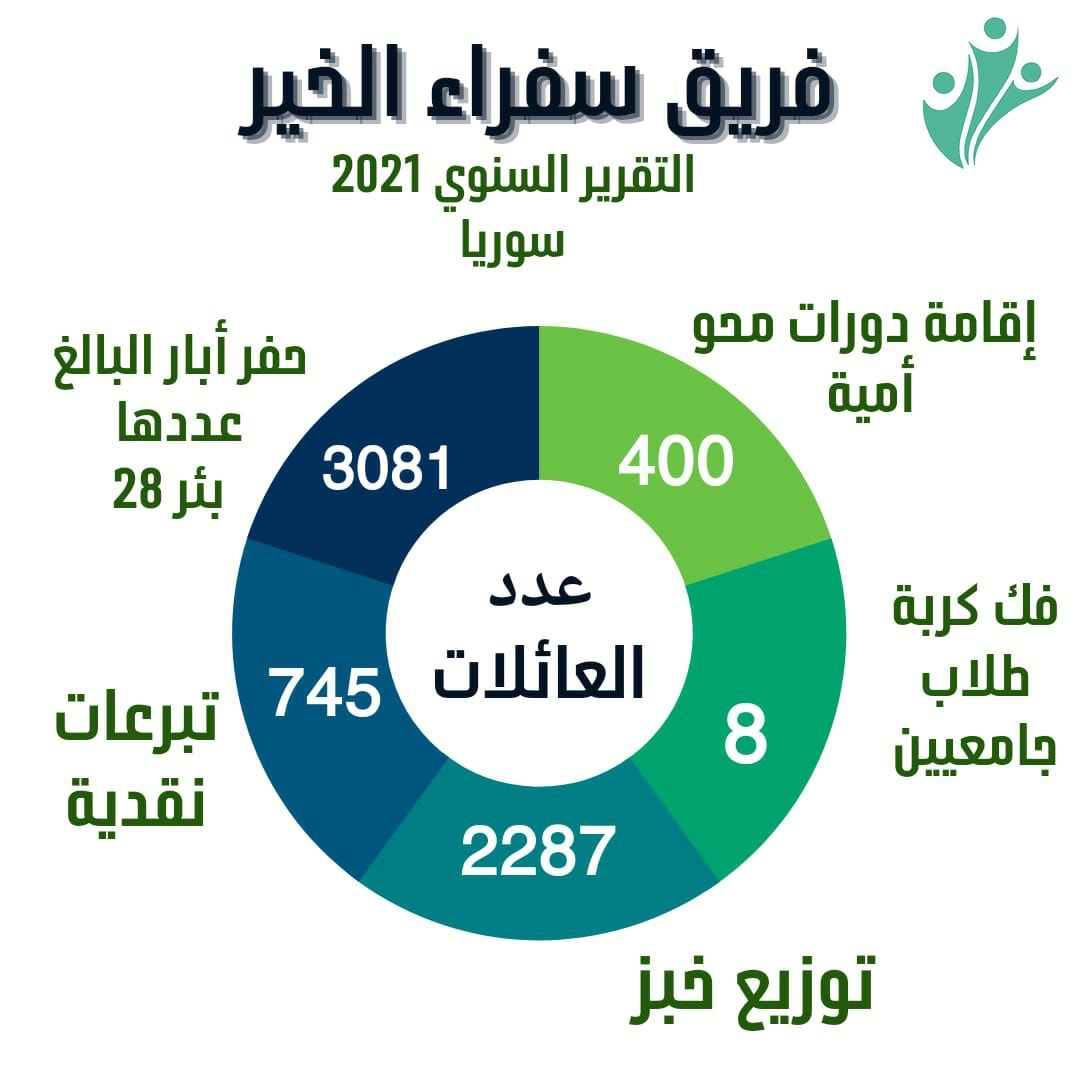 فريق سفراء الخير
التقرير السنوي 2021
سوريا
إقامة دورات محو
أمية
400
فك كربة
طلاب
جامعيين
8
توزيع خبز
2287
تبرعات
نقدية
745
حفر أبار البالغ
عددها
28 بئر
3081
عدد
العائلات